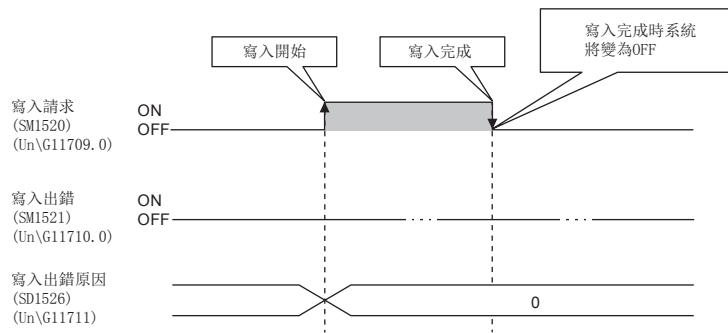 寫入開始
寫入完成
寫入完成時系統
將變為OFF
寫入請求
(SM1520)
(Un\G11709.0)
ON
OFF
寫入出錯
(SM1521)
(Un\G11710.0)
ON
OFF
寫入出錯原因
(SD1526)
(Un\G11711)
0